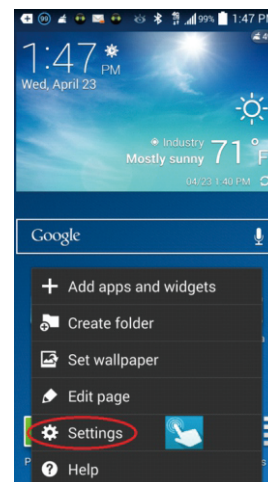 99% 1:47 PM
1:47 PM
Wed, April 23
Industry
Mostly sunny 71° F
04/23 1:40 PM
Google
Add apps and widgets
Create folder
Set wallpaper
Edit page
Settings
Help